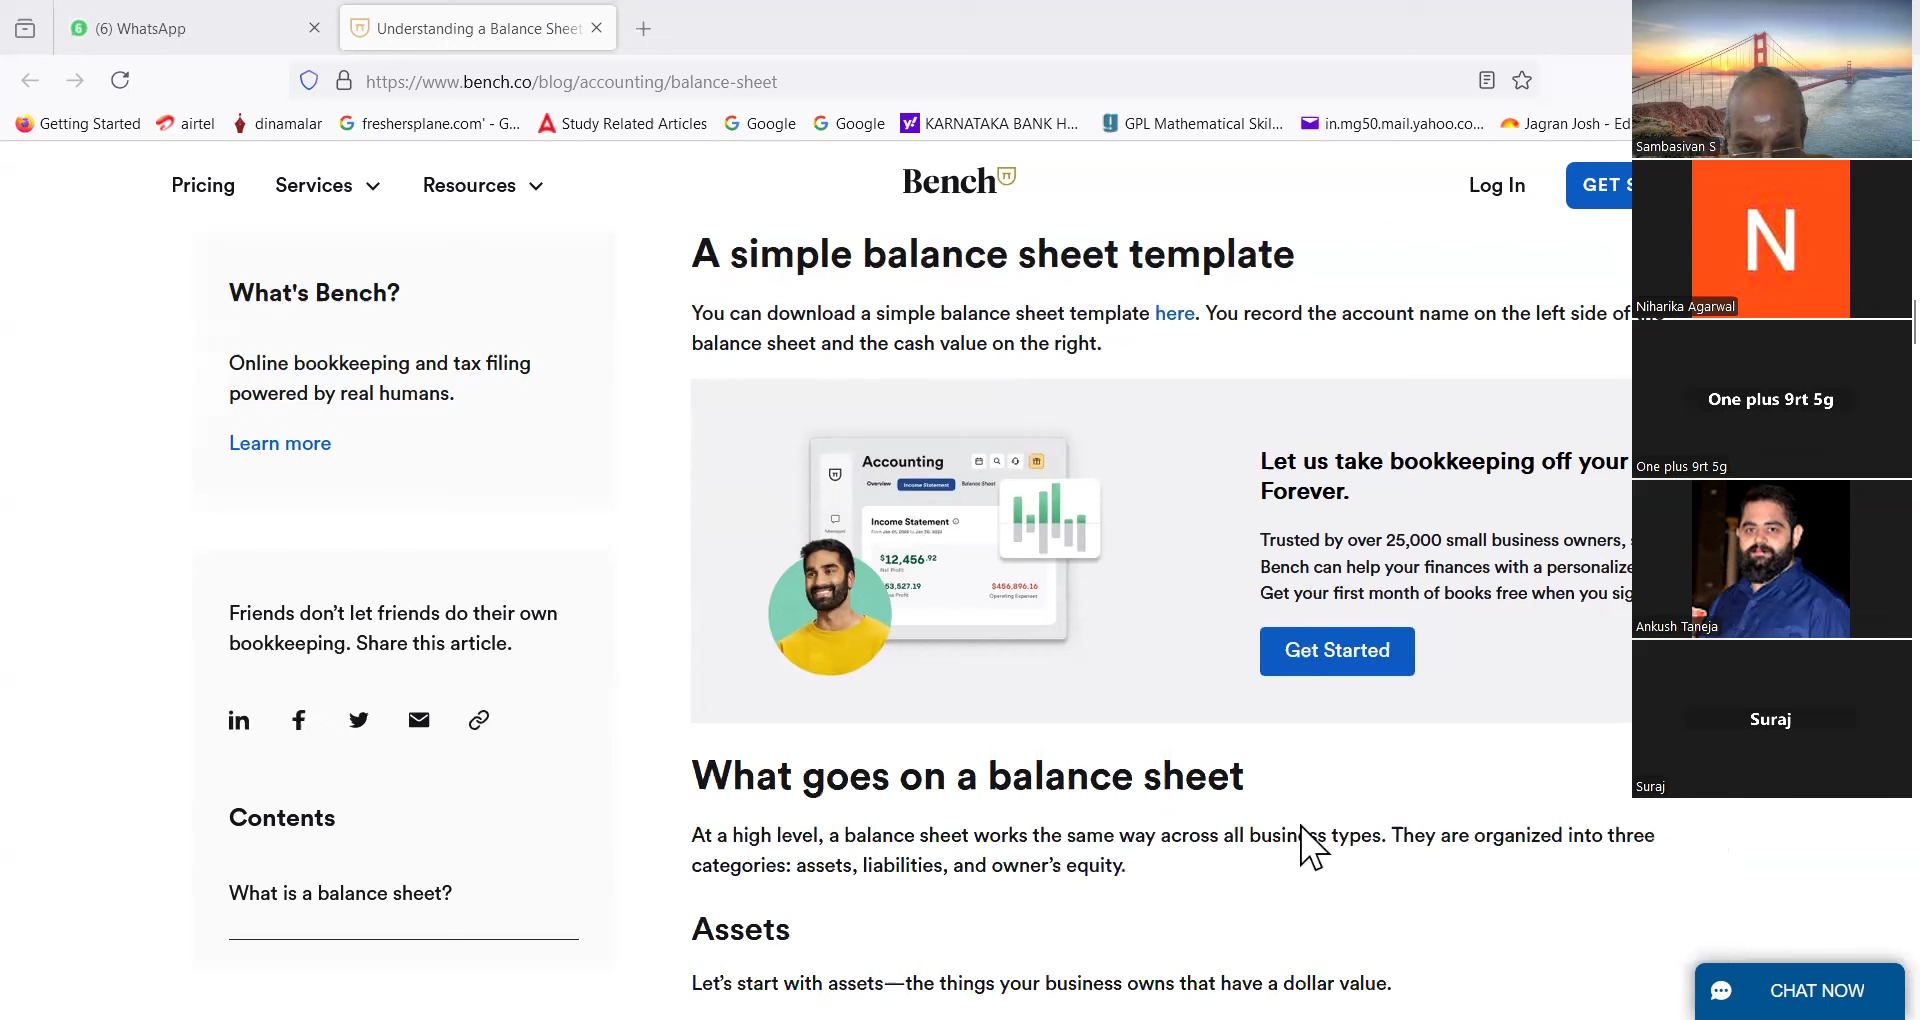 (6) WhatsApp
Understanding a Balance Sheet
https://www.bench.co/blog/accounting/balance-sheet
Getting Started airtel dinamalar freshersplane.com' - G... Study Related Articles Google Google KARNATAKA BANK H... GPL Mathematical Skil... in.mg50.mail.yahoo.co... Jagran Josh - Ed
Pricing Services Resources Bench Log In GET S
What's Bench?
Online bookkeeping and tax filing
powered by real humans.
Learn more
Friends don’t let friends do their own
bookkeeping. Share this article.
Contents
What is a balance sheet?
A simple balance sheet template
You can download a simple balance sheet template here. You record the account name on the left side of the
balance sheet and the cash value on the right.
Accounting
Overview Income Statement Balance Sheet
Income Statement
$12,456.92
Net Profit
53,527.19 $456,896.16
Operating Expenses
Let us take bookkeeping off your
Forever.
Trusted by over 25,000 small business owners,
Bench can help your finances with a personalize
Get your first month of books free when you sig
Get Started
What goes on a balance sheet
At a high level, a balance sheet works the same way across all business types. They are organized into three
categories: assets, liabilities, and owner’s equity.
Assets
Let’s start with assets—the things your business owns that have a dollar value.
Sambasivan S
N
Niharika Agarwal
One plus 9rt 5g
One plus 9rt 5g
Ankush Taneja
Suraj
Suraj
CHAT NOW